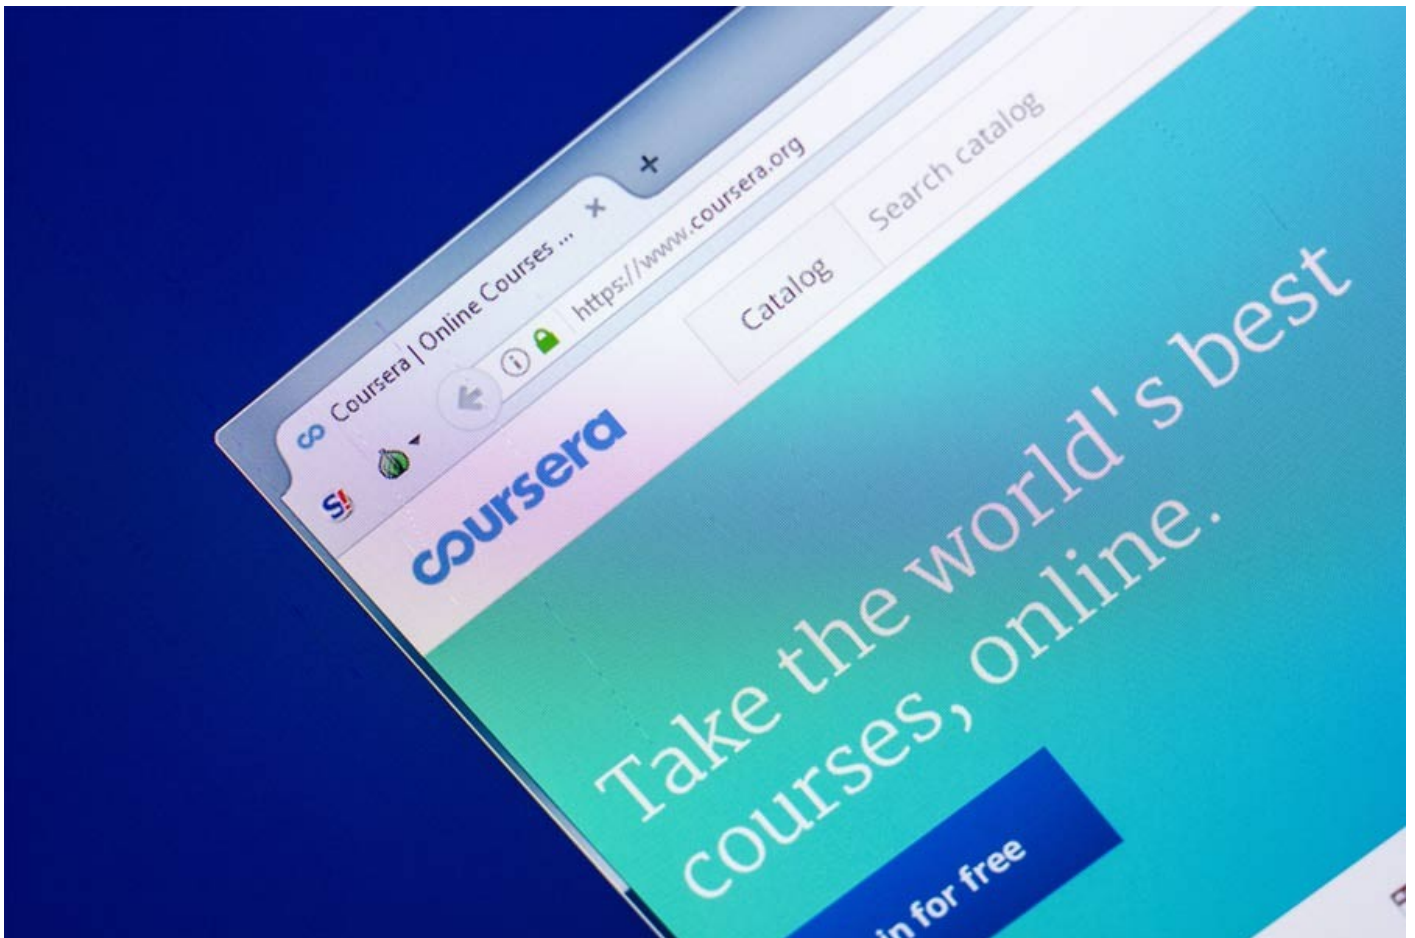 Coursera | Online Courses ...
https://www.coursera.org
S!
coursera
Catalog
Search catalog
Take the world's best
courses, online.
in for free